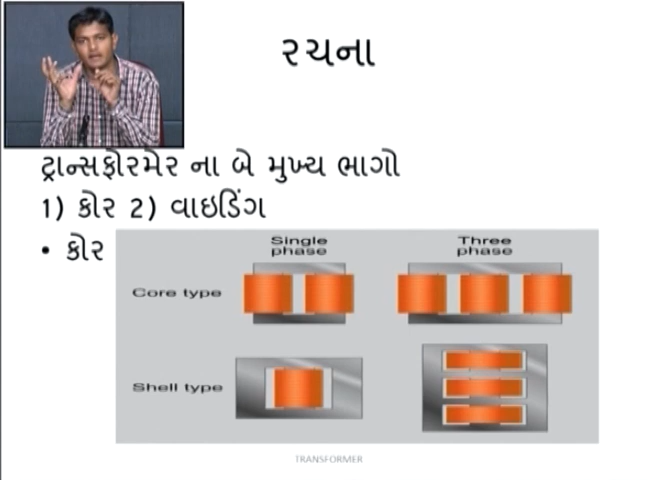 રચના
ટ્રાન્સફોરમેર ના બે મુખ્ય ભાગો
1) કોર 2) વાઇડિંગ
• કોર
Single phase
Three phase
Core type
Shell type
TRANSFORMER